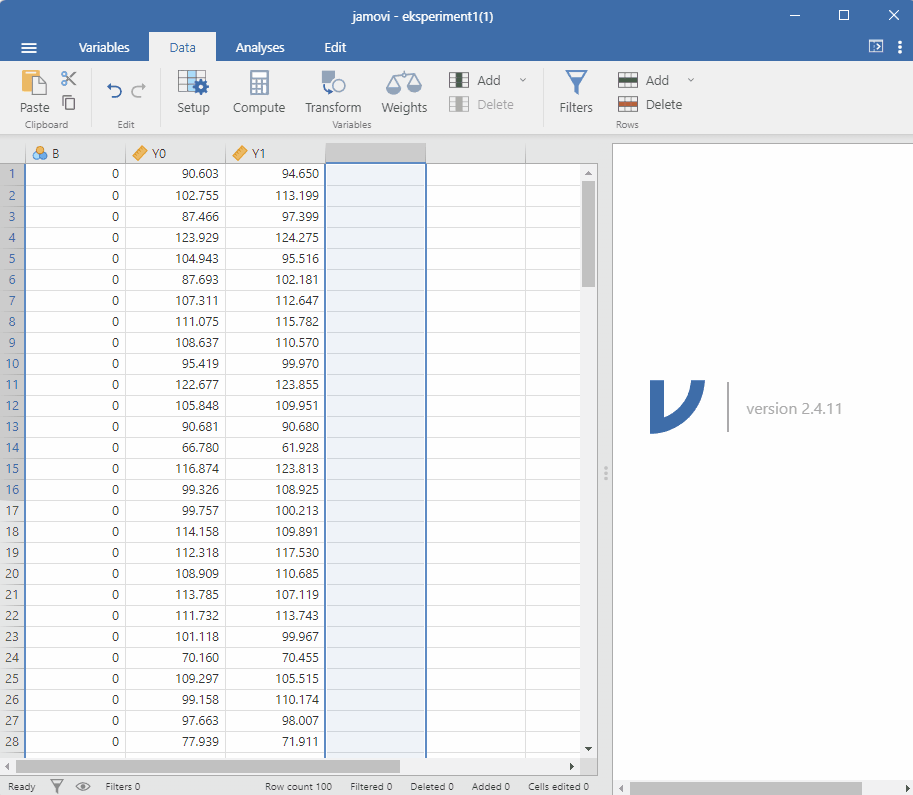 jamovi - eksperiment1(1)
Variables Data Analyses Edit
Paste Setup Compute Transform Weights Add Delete Filters Add Delete
Clipboard Edit Variables Rows
B Y0 Y1
1 0 90.603 94.650
2 0 102.755 113.199
3 0 87.466 97.399
4 0 123.929 124.275
5 0 104.943 95.516
6 0 87.693 102.181
7 0 107.311 112.647
8 0 111.075 115.782
9 0 108.637 110.570
10 0 95.419 99.970
11 0 122.677 123.855
12 0 105.848 109.951
13 0 90.681 90.680
14 0 66.780 61.928
15 0 116.874 123.813
16 0 99.326 108.925
17 0 99.757 100.213
18 0 114.158 109.891
19 0 112.318 117.530
20 0 108.909 110.685
21 0 113.785 107.119
22 0 111.732 113.743
23 0 101.118 99.967
24 0 70.160 70.455
25 0 109.297 105.515
26 0 99.158 110.174
27 0 97.663 98.007
28 0 77.939 71.911
version 2.4.11
Ready Filters 0 Row count 100 Filtered 0 Deleted 0 Added 0 Cells edited 0